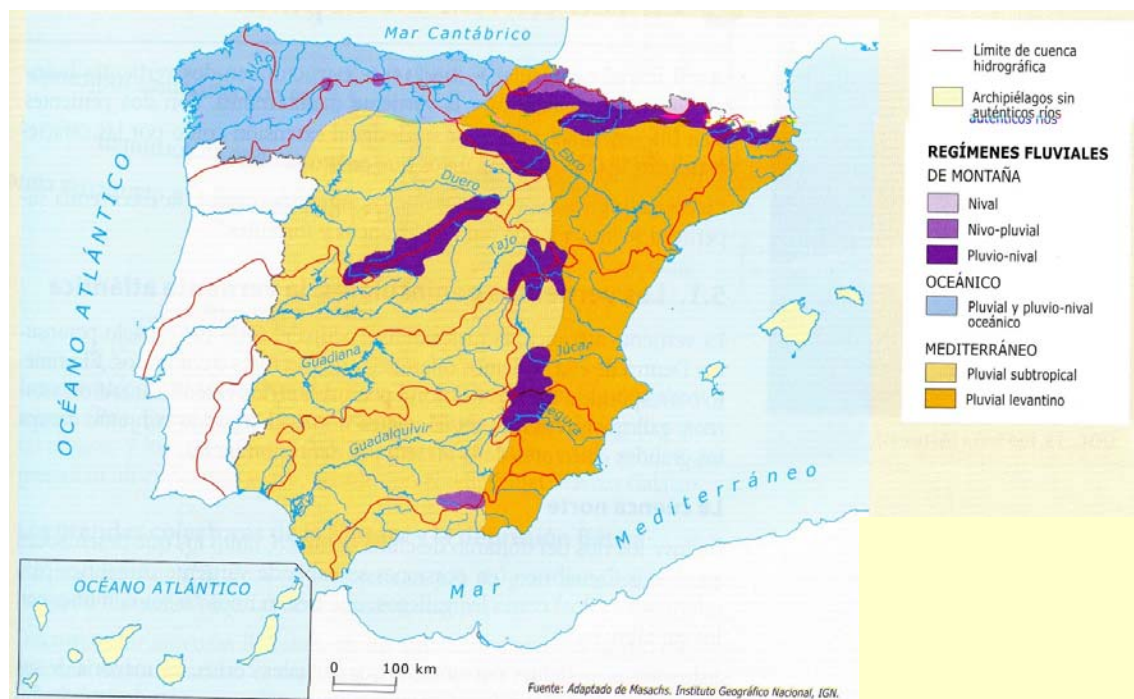 Mar Cantábrico
Miño
Ebro
Duero
Tajo
OCÉANO ATLÁNTICO
Guadiana
Júcar
Segura
Guadalquivir
Mar Mediterráneo
OCÉANO ATLÁNTICO
0 100 km
Fuente: Adaptado de Masachs. Instituto Geográfico Nacional, IGN.
Límite de cuenca
hidrográfica
Archipiélagos sin
auténticos ríos
REGÍMENES FLUVIALES
DE MONTAÑA
Nival
Nivo-pluvial
Pluvio-nival
OCEÁNICO
Pluvial y pluvio-nival
oceánico
MEDITERRÁNEO
Pluvial subtropical
Pluvial levantino